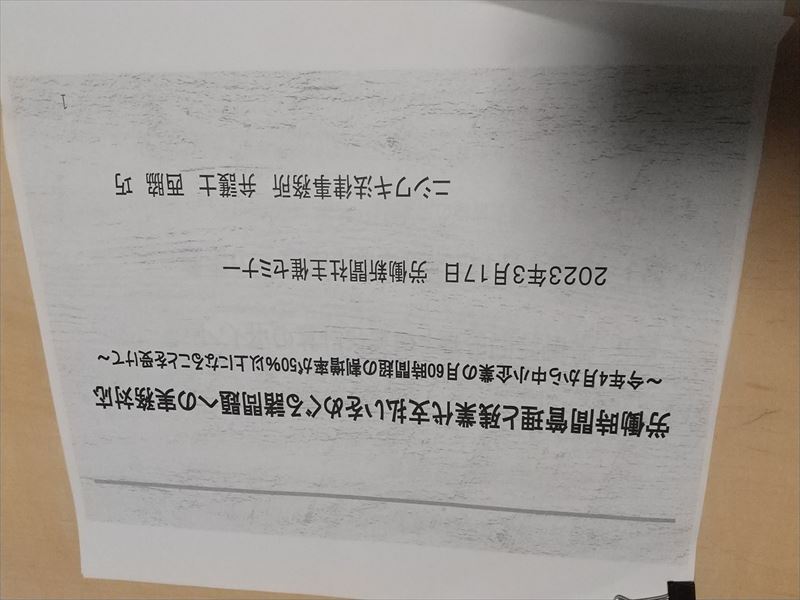 労働時間管理と残業代支払いをめぐる諸問題への実務対応
～今年4月から中小企業の月60時間超の割増率が50%以上になることを受けて～
2023年3月17日 労働新聞社主催セミナー
ニシワキ法律事務所 弁護士 西脇 巧
1